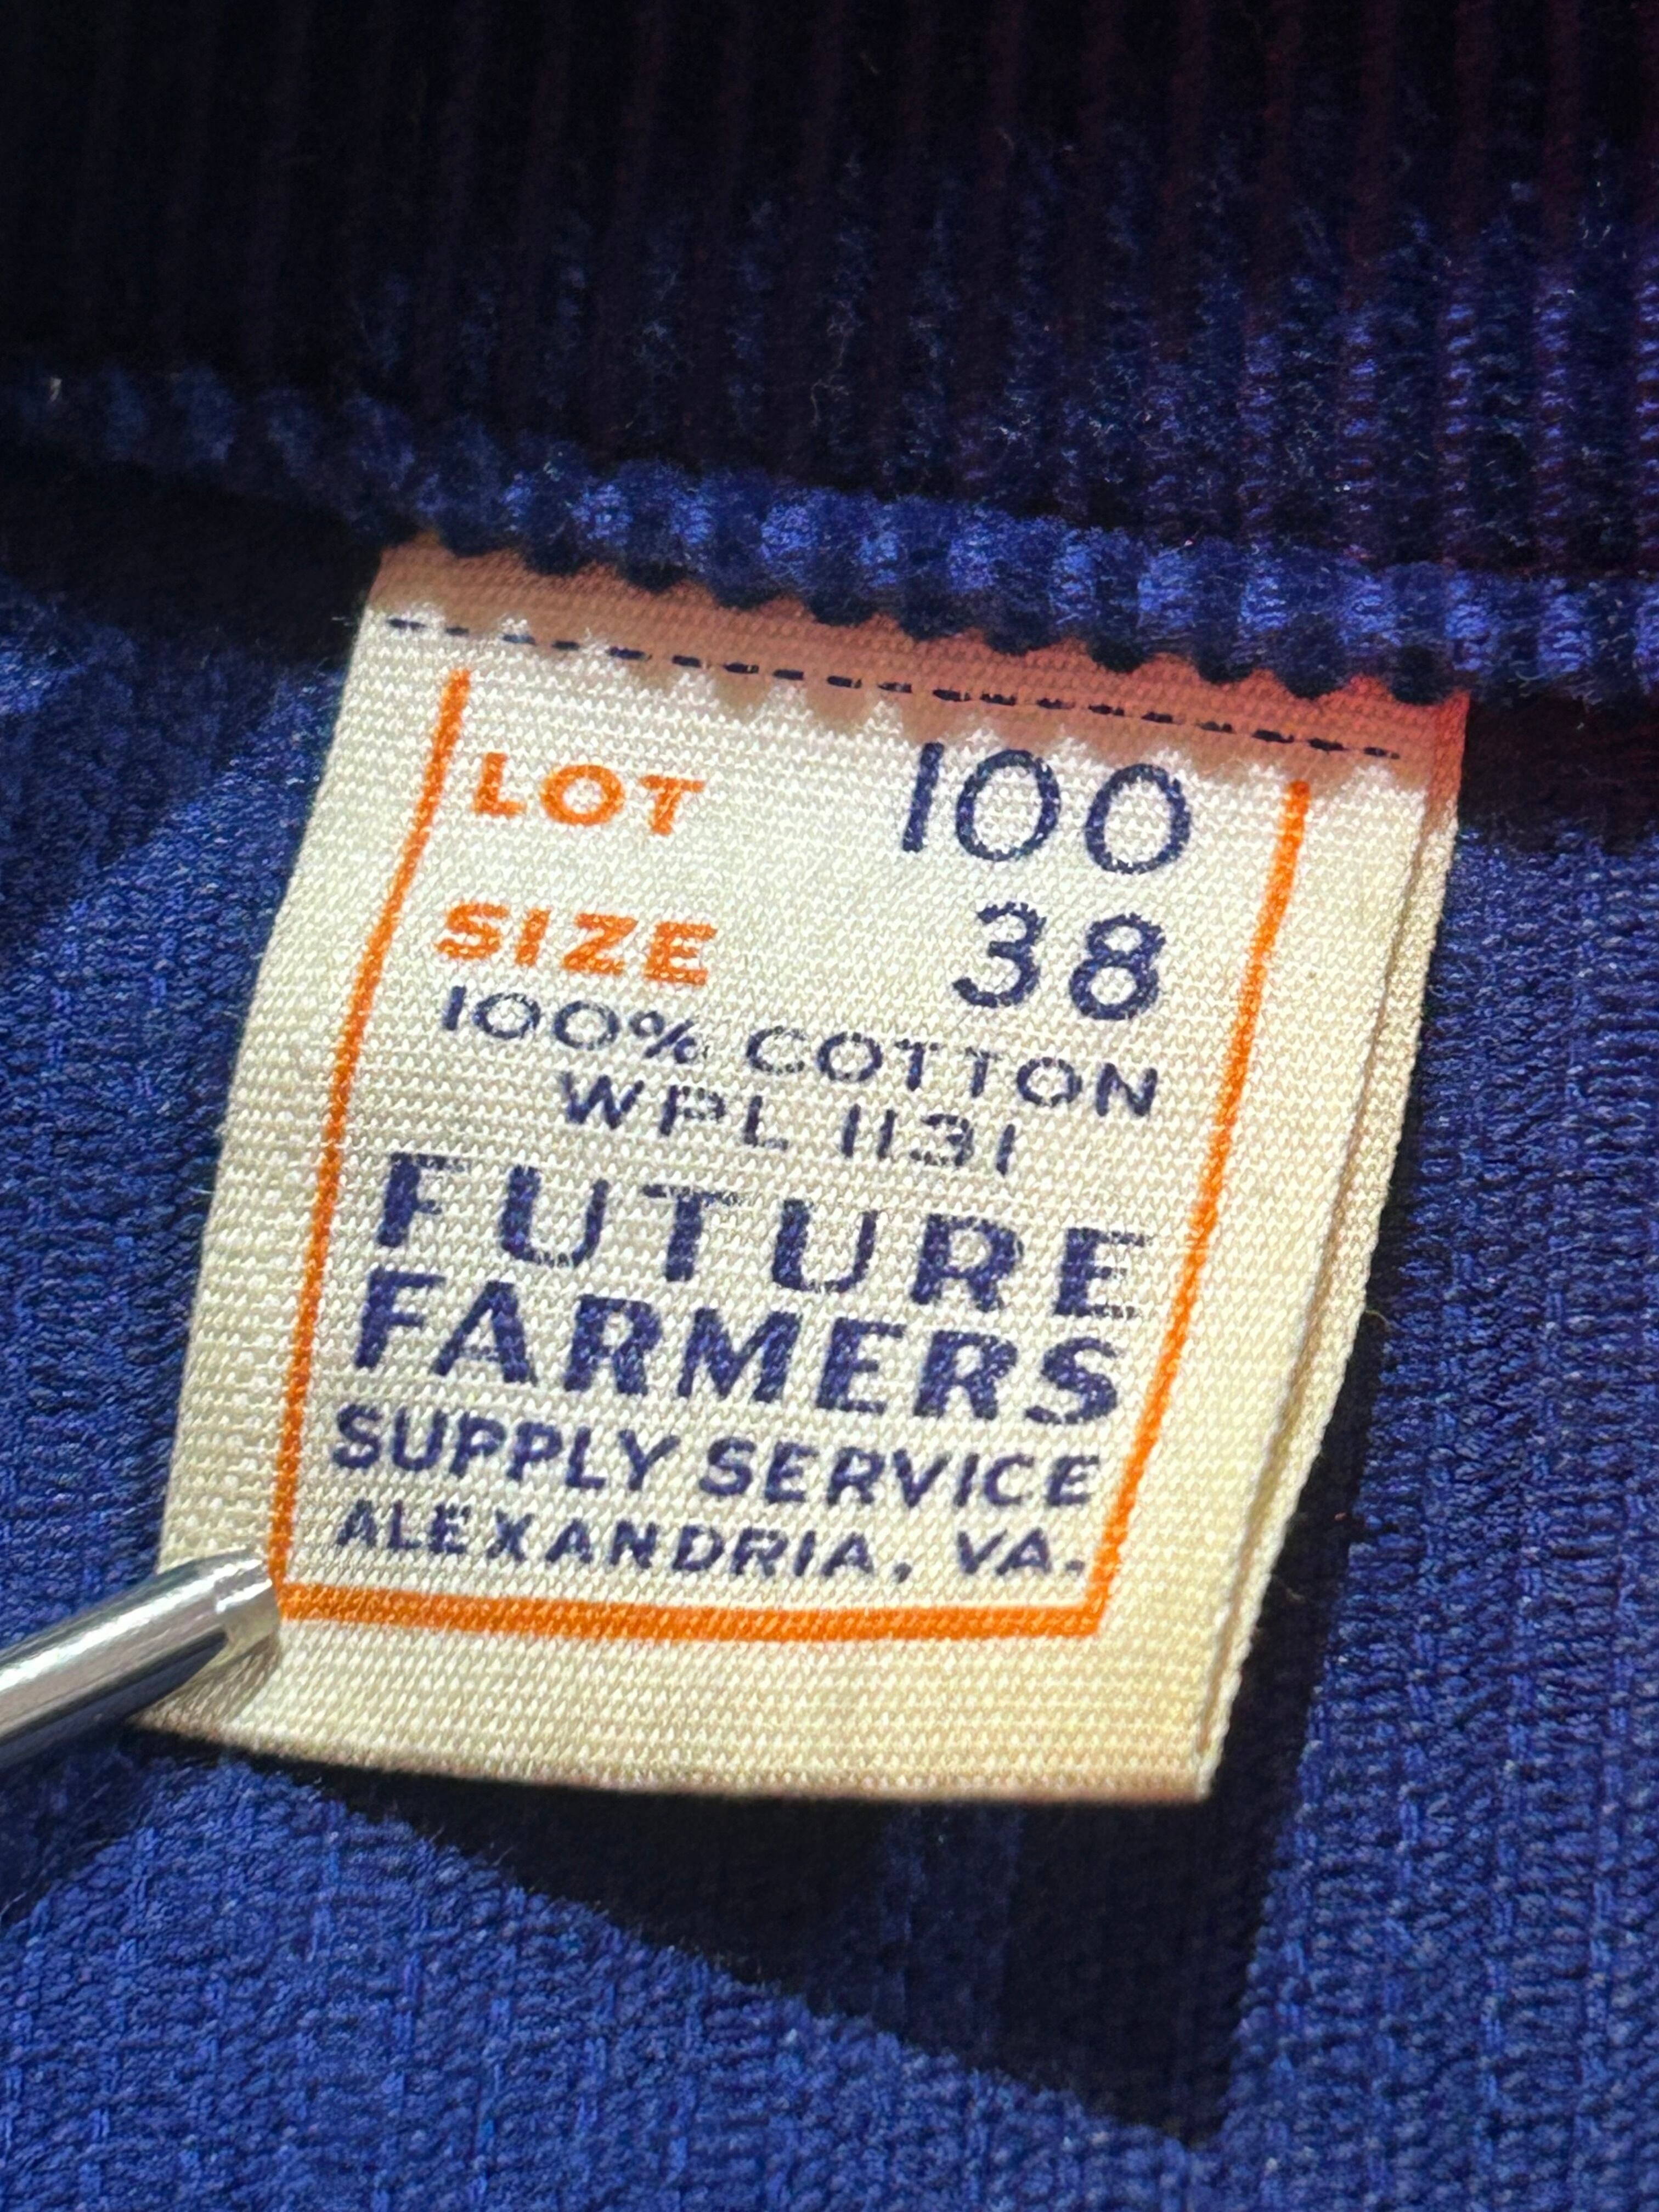 LOT 100
SIZE 38
100% COTTON
WPL 1131
FUTURE
FARMERS
SUPPLY SERVICE
ALEXANDRIA, VA.